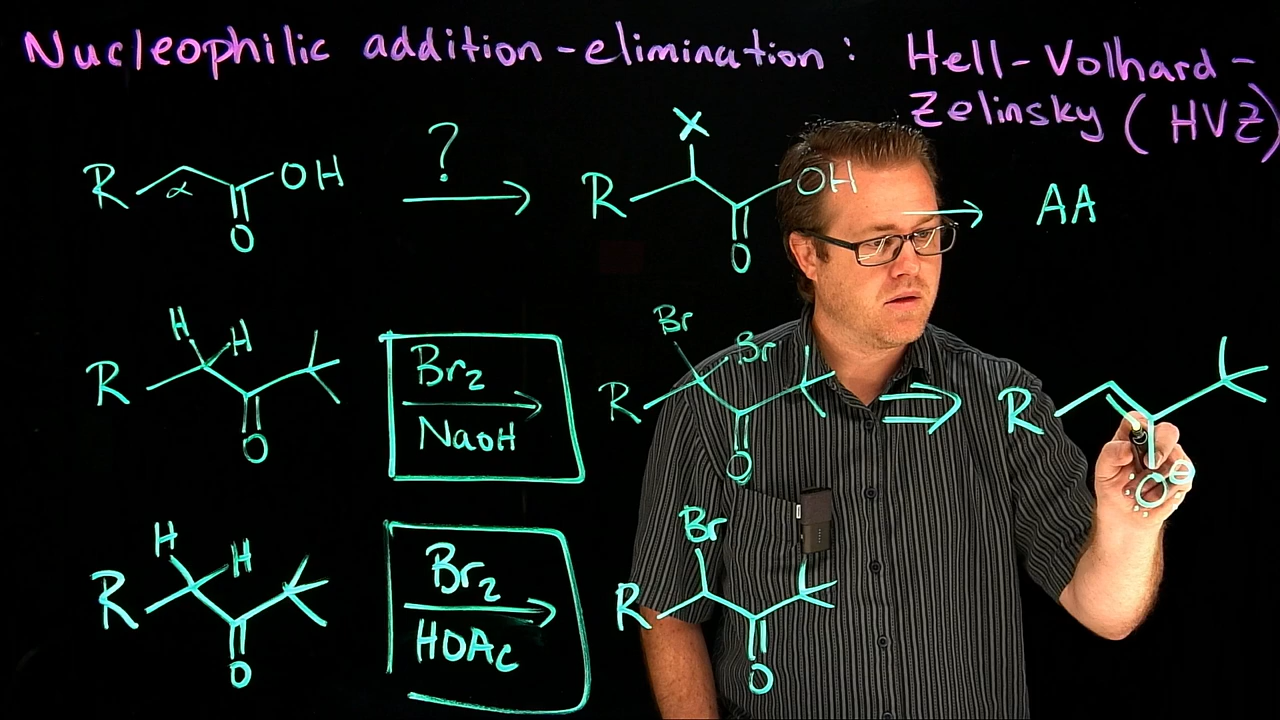 Nucleophilic addition-elimination: Hell-Volhard-
Zelinsky (HVZ)
R α OH O
?
X R OH O
AA
R H H O
Br2
NaOH
Br Br R O
R O⊖
H H R O
Br2
HOAc
Br R O